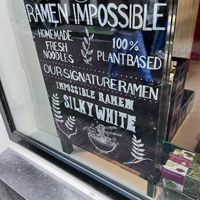 RAMEN IMPOSSIBLE
HOMEMADE
FRESH
NOODLES
100%
PLANTBASED
OUR SIGNATURE RAMEN
IMPOSSIBLE RAMEN
SILKY WHITE